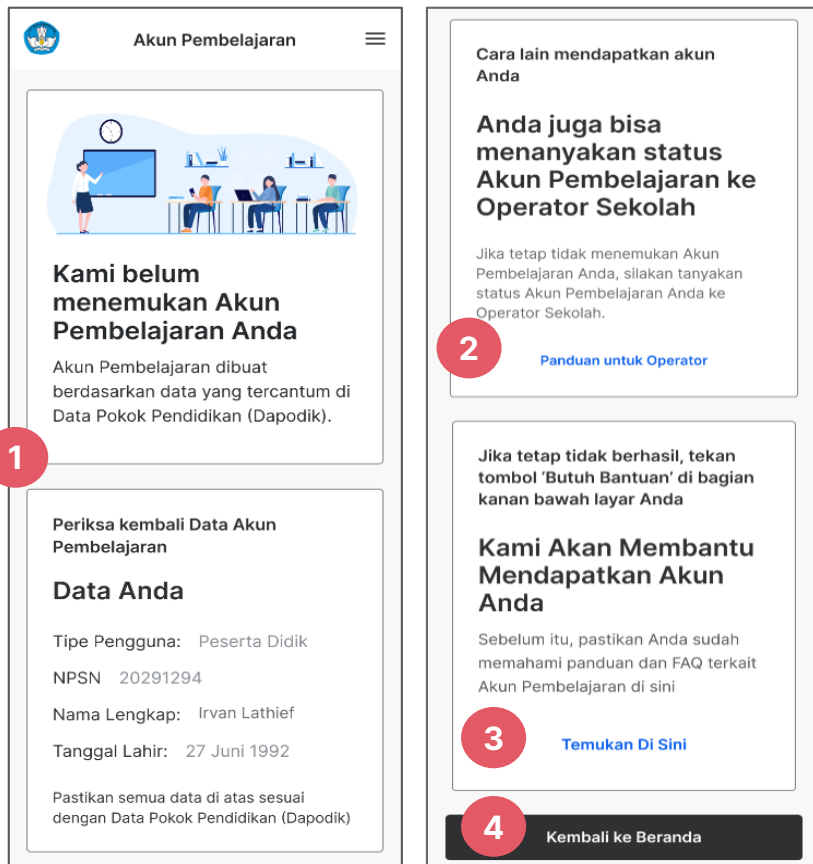 Akun Pembelajaran
Kami belum
menemukan Akun
Pembelajaran Anda
Akun Pembelajaran dibuat
berdasarkan data yang tercantum di
Data Pokok Pendidikan (Dapodik).
1
Periksa kembali Data Akun
Pembelajaran
Data Anda
Tipe Pengguna: Peserta Didik
NPSN 20291294
Nama Lengkap: Irvan Lathief
Tanggal Lahir: 27 Juni 1992
Pastikan semua data di atas sesuai
dengan Data Pokok Pendidikan (Dapodik)
Cara lain mendapatkan akun
Anda
Anda juga bisa
menanyakan status
Akun Pembelajaran ke
Operator Sekolah
Jika tetap tidak menemukan Akun
Pembelajaran Anda, silakan tanyakan
status Akun Pembelajaran Anda ke
Operator Sekolah.
2
Panduan untuk Operator
Jika tetap tidak berhasil, tekan
tombol ‘Butuh Bantuan’ di bagian
kanan bawah layar Anda
Kami Akan Membantu
Mendapatkan Akun
Anda
Sebelum itu, pastikan Anda sudah
memahami panduan dan FAQ terkait
Akun Pembelajaran di sini
3
Temukan Di Sini
4
Kembali ke Beranda